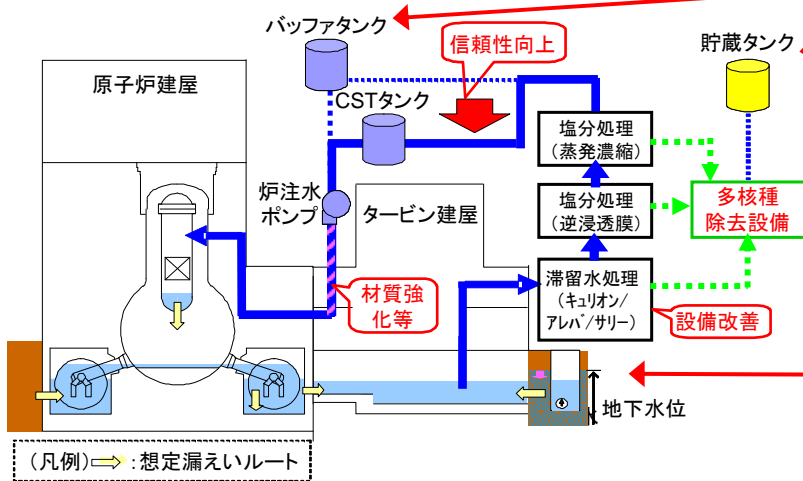 バッファタンク
信頼性向上
貯蔵タンク
原子炉建屋
CSTタンク
塩分処理
(蒸発濃縮)
炉注水
ポンプ
タービン建屋
塩分処理
(逆浸透膜)
多核種
除去設備
材質強
化等
滞留水処理
(キュリオン/
アレバ/サリー)
設備改善
地下水位
(凡例) :想定漏えいルート